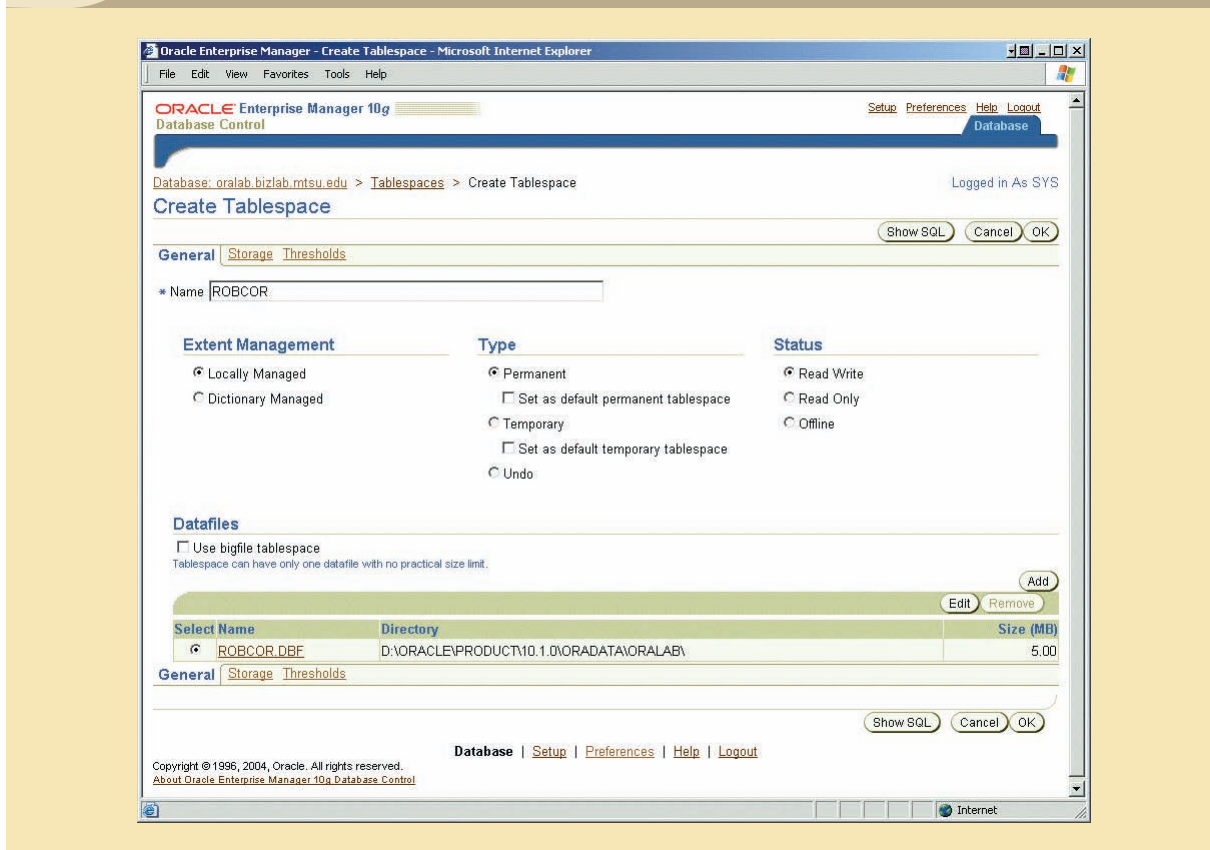 Oracle Enterprise Manager - Create Tablespace - Microsoft Internet Explorer
File Edit View Favorites Tools Help
ORACLE Enterprise Manager 10g
Database Control
Setup Preferences Help Logout
Database
Database: oralab.bizlab.mtsu.edu > Tablespaces > Create Tablespace
Logged in As SYS
Create Tablespace
Show SQL Cancel OK
General Storage Thresholds
* Name ROBCOR
Extent Management Type Status
Locally Managed Permanent Read Write
Dictionary Managed Set as default permanent tablespace Read Only
Temporary Offline
Set as default temporary tablespace
Undo
Datafiles
Use bigfile tablespace
Tablespace can have only one datafile with no practical size limit.
Add
Edit Remove
Select Name Directory Size (MB)
ROBCOR.DBF D:\ORACLE\PRODUCT\10.1.0\ORADATA\ORALAB\ 5.00
General Storage Thresholds
Show SQL Cancel OK
Database | Setup | Preferences | Help | Logout
Copyright © 1996, 2004, Oracle. All rights reserved.
About Oracle Enterprise Manager 10g Database Control
Internet